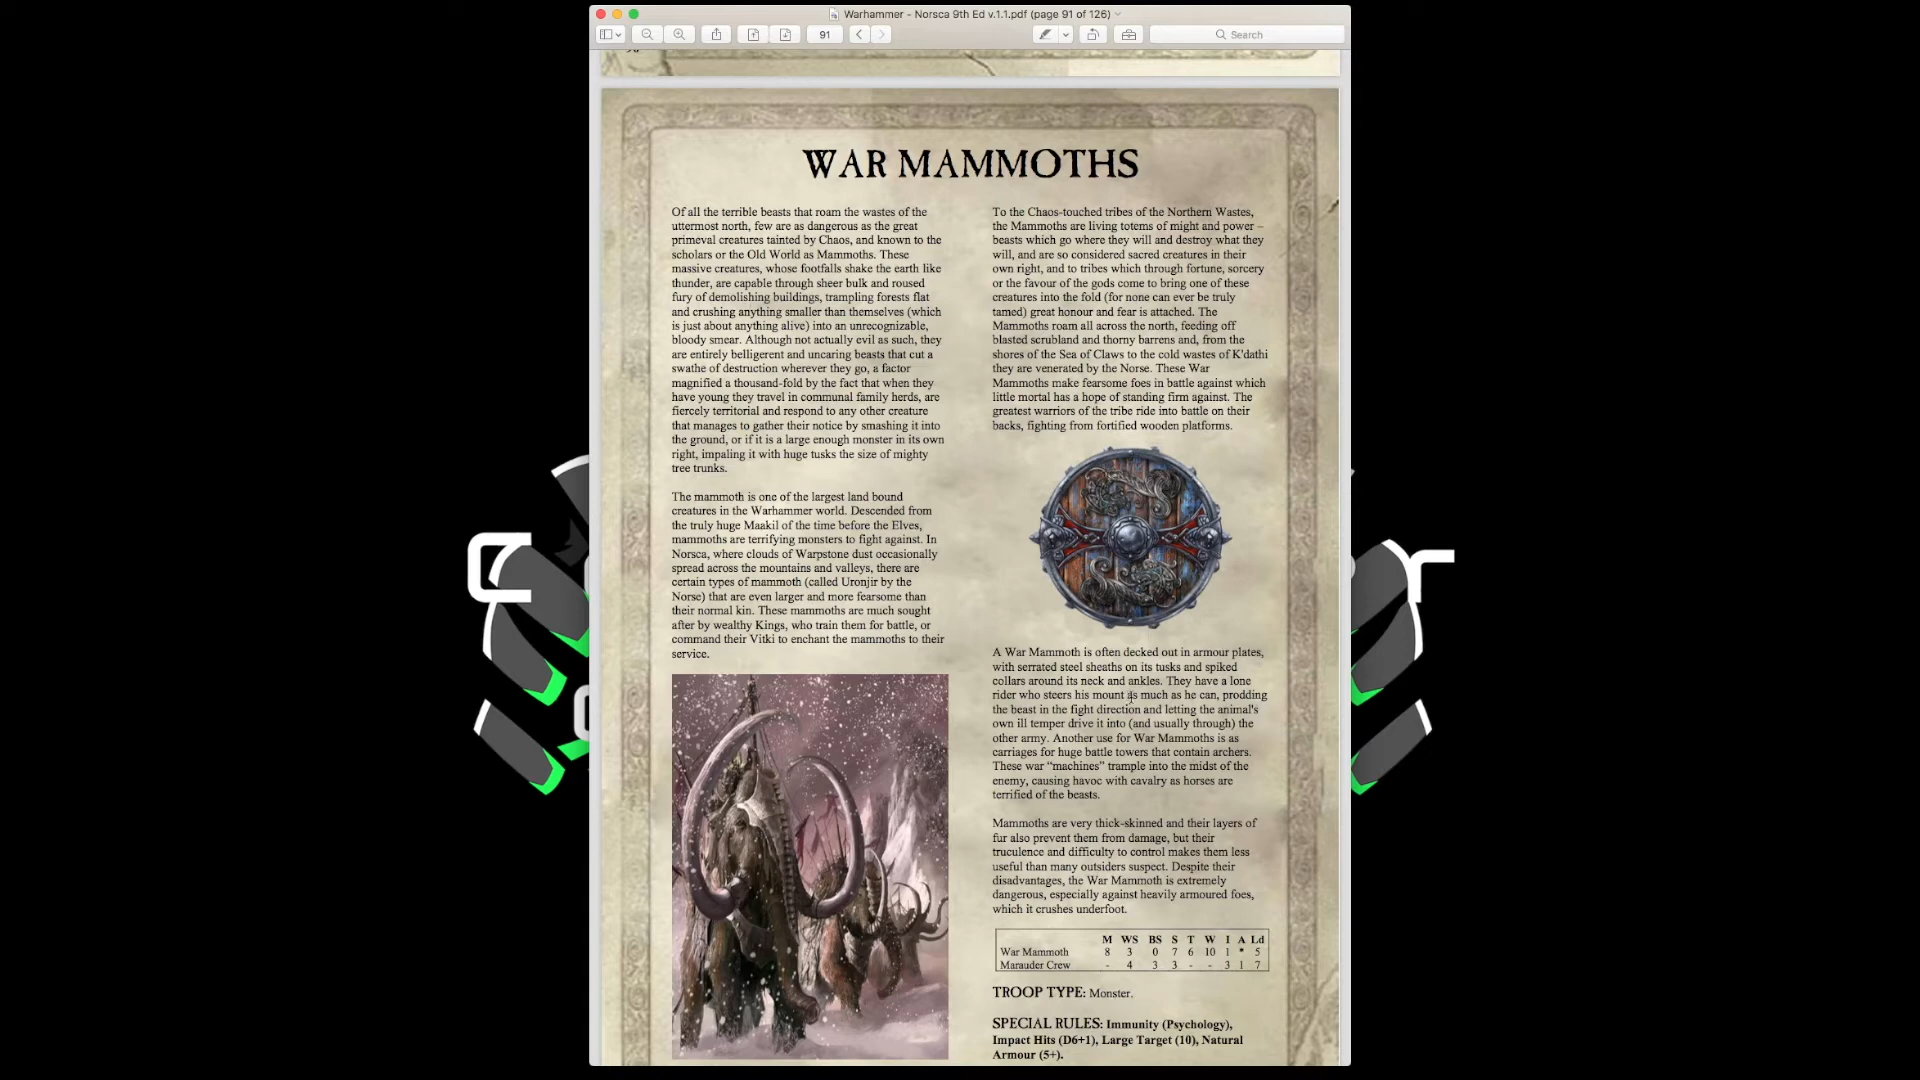 Warhammer - Norsca 9th Ed v.1.1.pdf (page 91 of 126)
91
Search
WAR MAMMOTHS
Of all the terrible beasts that roam the wastes of the
uttermost north, few are as dangerous as the great
primeval creatures tainted by Chaos, and known to the
scholars or the Old World as Mammoths. These
massive creatures, whose footfalls shake the earth like
thunder, are capable through sheer bulk and roused
fury of demolishing buildings, trampling forests flat
and crushing anything smaller than themselves (which
is just about anything alive) into an unrecognizable,
bloody smear. Although not actually evil as such, they
are entirely belligerent and uncaring beasts that cut a
swathe of destruction wherever they go, a factor
magnified a thousand-fold by the fact that when they
have young they travel in communal family herds, are
fiercely territorial and respond to any other creature
that manages to gather their notice by smashing it into
the ground, or if it is a large enough monster in its own
right, impaling it with huge tusks the size of mighty
tree trunks.
The mammoth is one of the largest land bound
creatures in the Warhammer world. Descended from
the truly huge Maakil of the time before the Elves,
mammoths are terrifying monsters to fight against. In
Norsca, where clouds of Warpstone dust occasionally
spread across the mountains and valleys, there are
certain types of mammoth (called Uronjir by the
Norse) that are even larger and more fearsome than
their normal kin. These mammoths are much sought
after by wealthy Kings, who train them for battle, or
command their Vitki to enchant the mammoths to their
service.
To the Chaos-touched tribes of the Northern Wastes,
the Mammoths are living totems of might and power –
beasts which go where they will and destroy what they
will, and are so considered sacred creatures in their
own right, and to tribes which through fortune, sorcery
or the favour of the gods come to bring one of these
creatures into the fold (for none can ever be truly
tamed) great honour and fear is attached. The
Mammoths roam all across the north, feeding off
blasted scrubland and thorny barrens and, from the
shores of the Sea of Claws to the cold wastes of K'dathi
they are venerated by the Norse. These War
Mammoths make fearsome foes in battle against which
little mortal has a hope of standing firm against. The
greatest warriors of the tribe ride into battle on their
backs, fighting from fortified wooden platforms.
A War Mammoth is often decked out in armour plates,
with serrated steel sheaths on its tusks and spiked
collars around its neck and ankles. They have a lone
rider who steers his mount as much as he can, prodding
the beast in the fight direction and letting the animal's
own ill temper drive it into (and usually through) the
other army. Another use for War Mammoths is as
carriages for huge battle towers that contain archers.
These war “machines” trample into the midst of the
enemy, causing havoc with cavalry as horses are
terrified of the beasts.
Mammoths are very thick-skinned and their layers of
fur also prevent them from damage, but their
truculence and difficulty to control makes them less
useful than many outsiders suspect. Despite their
disadvantages, the War Mammoth is extremely
dangerous, especially against heavily armoured foes,
which it crushes underfoot.
M WS BS S T W I A Ld
War Mammoth 8 3 0 7 6 10 1 * 5
Marauder Crew - 4 3 3 - - 3 1 7
TROOP TYPE: Monster.
SPECIAL RULES: Immunity (Psychology),
Impact Hits (D6+1), Large Target (10), Natural
Armour (5+).